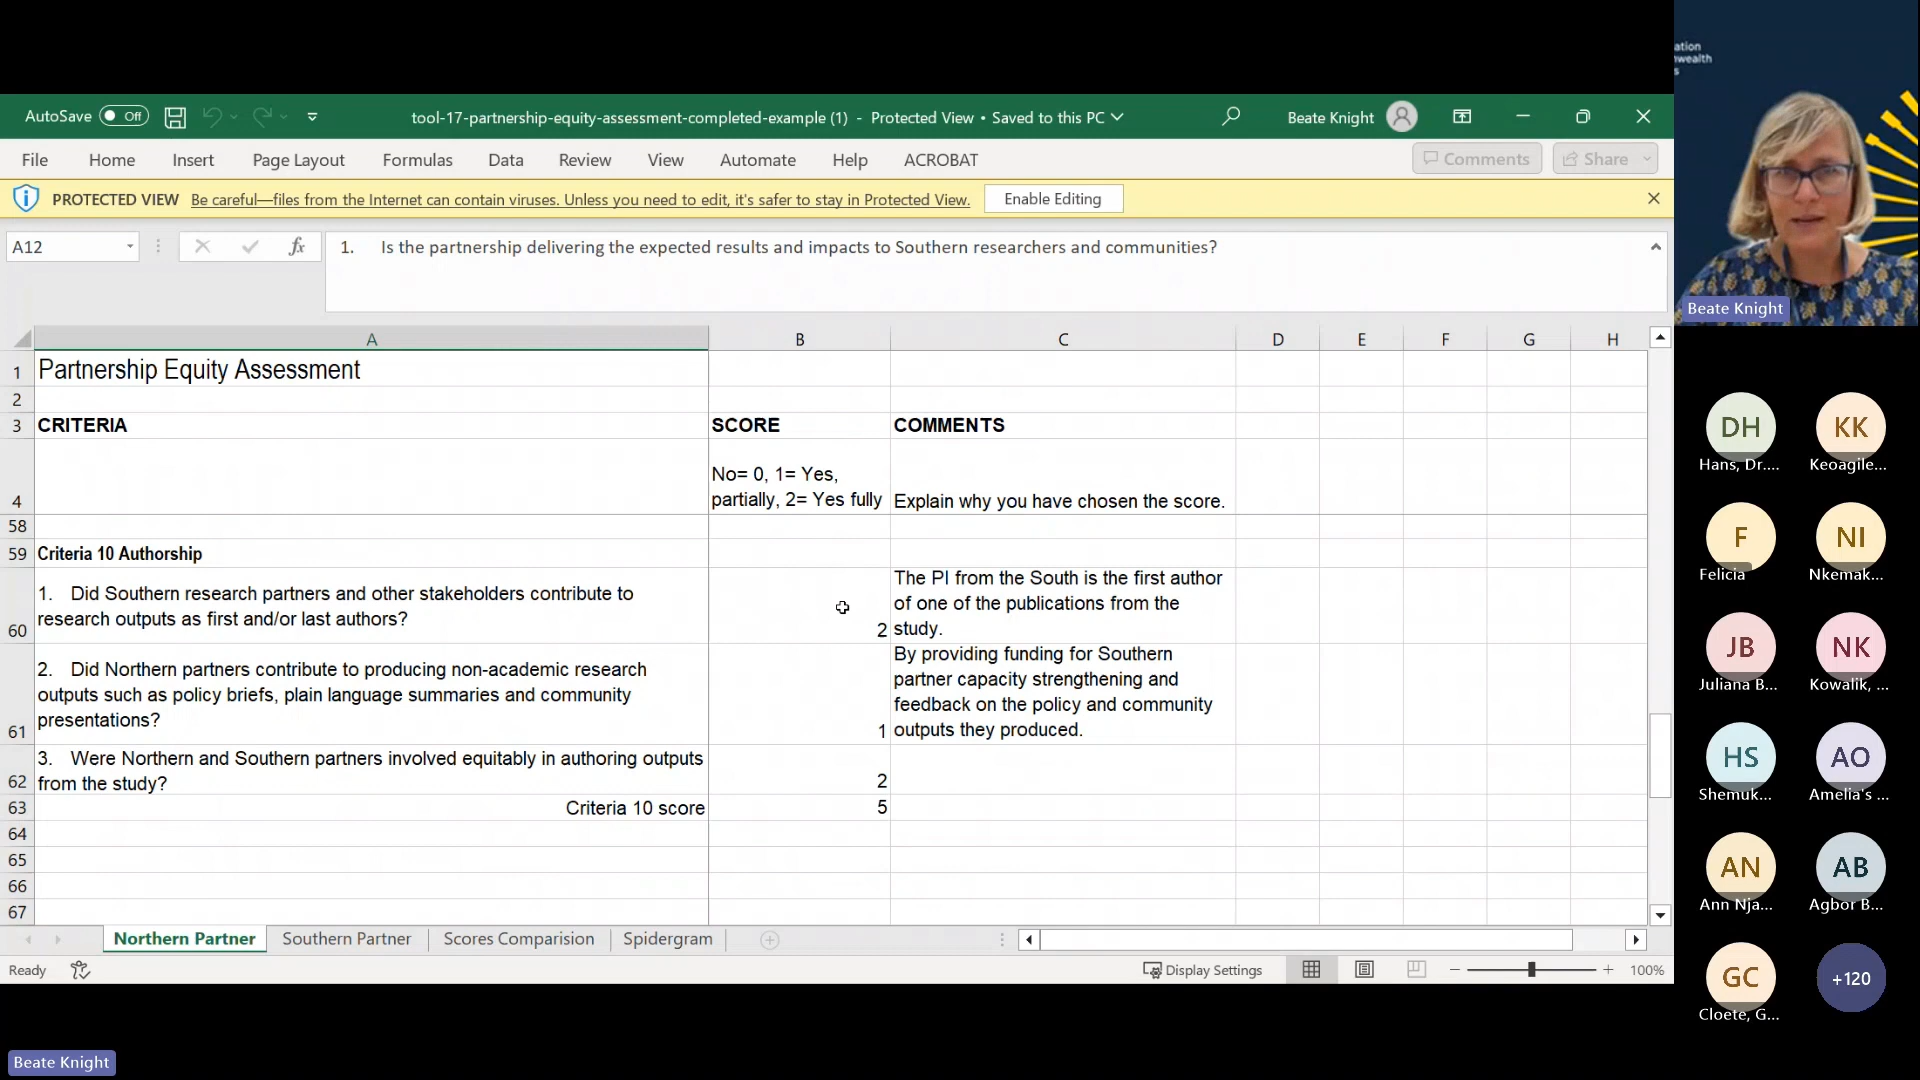 AutoSave Off
tool-17-partnership-equity-assessment-completed-example (1) - Protected View • Saved to this PC
Beate Knight
File Home Insert Page Layout Formulas Data Review View Automate Help ACROBAT
Comments Share
PROTECTED VIEW Be careful—files from the Internet can contain viruses. Unless you need to edit, it's safer to stay in Protected View. Enable Editing
A12 fx 1. Is the partnership delivering the expected results and impacts to Southern researchers and communities?
A B C D E F G H
1 Partnership Equity Assessment
2
3 CRITERIA SCORE COMMENTS
No= 0, 1= Yes,
4 partially, 2= Yes fully Explain why you have chosen the score.
58
59 Criteria 10 Authorship
The PI from the South is the first author
1. Did Southern research partners and other stakeholders contribute to of one of the publications from the
research outputs as first and/or last authors?
60 2 study.
By providing funding for Southern
2. Did Northern partners contribute to producing non-academic research partner capacity strengthening and
outputs such as policy briefs, plain language summaries and community feedback on the policy and community
presentations?
61 1 outputs they produced.
3. Were Northern and Southern partners involved equitably in authoring outputs
62 from the study? 2
63 Criteria 10 score 5
64
65
66
67
Northern Partner Southern Partner Scores Comparision Spidergram
Ready Display Settings 100%
Beate Knight
ation
wealth
s
Beate Knight
DH KK
Hans, Dr.... Keoagile...
F NI
Felicia Nkemak...
JB NK
Juliana B... Kowalik, ...
HS AO
Shemuk... Amelia's ...
AN AB
Ann Nja... Agbor B...
GC +120
Cloete, G...